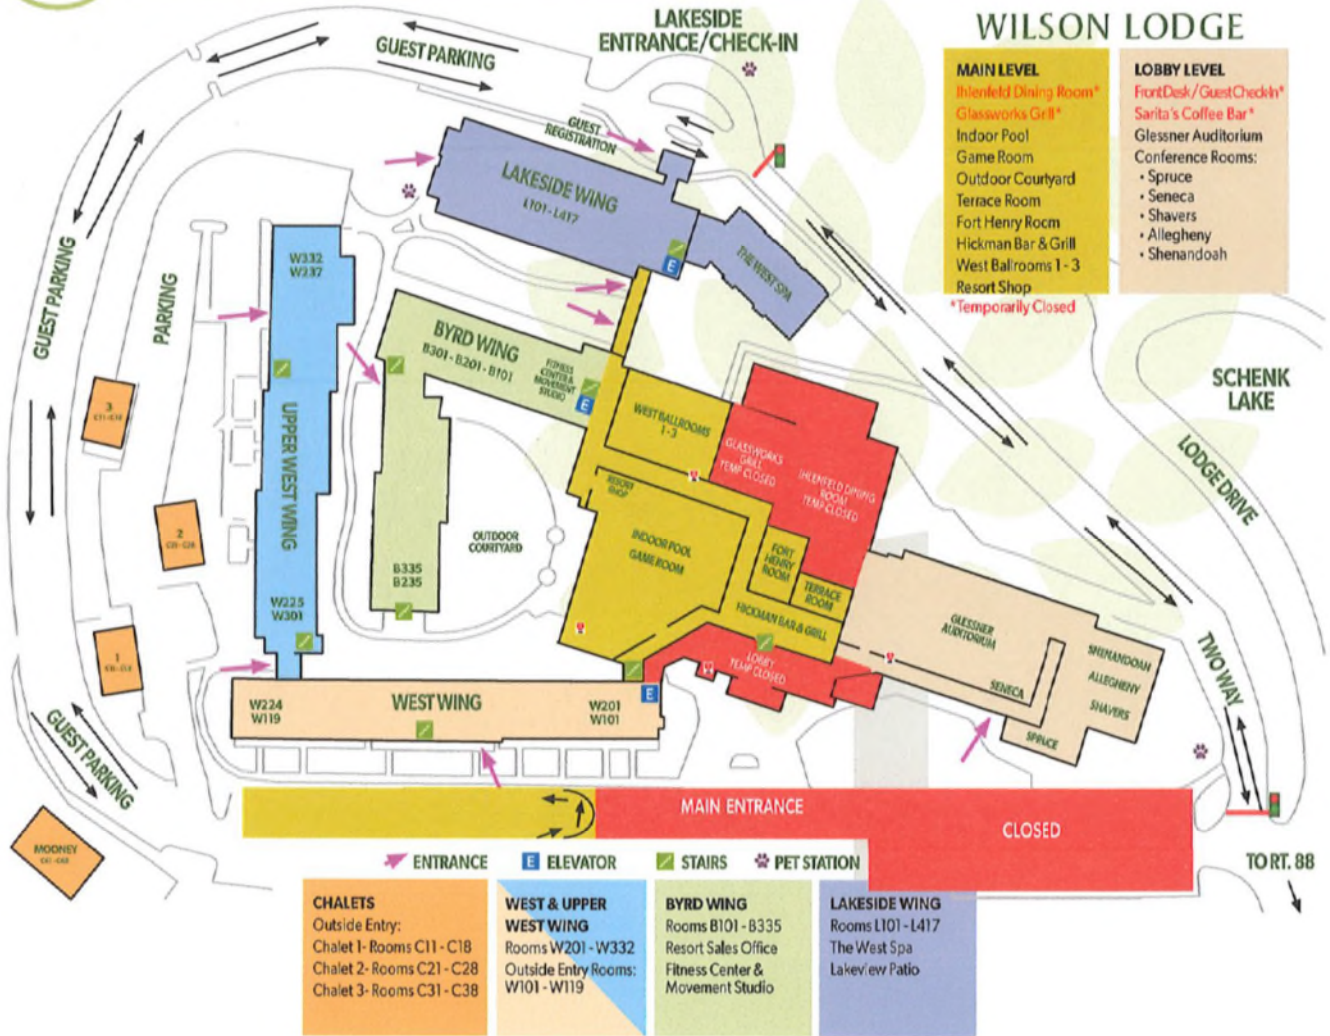 LAKESIDE
ENTRANCE/CHECK-IN
WILSON LODGE
GUEST PARKING
MAIN LEVEL
Ihlenfeld Dining Room*
Glassworks Grill*
Indoor Pool
Game Room
Outdoor Courtyard
Terrace Room
Fort Henry Room
Hickman Bar & Grill
West Ballrooms 1 - 3
Resort Shop
*Temporarily Closed
LOBBY LEVEL
Front Desk/Guest Check-In*
Sarita's Coffee Bar*
Glessner Auditorium
Conference Rooms:
• Spruce
• Seneca
• Shavers
• Allegheny
• Shenandoah
GUEST
REGISTRATION
LAKESIDE WING
L101 - L417
E
THE WEST SPA
W332
W237
GUEST PARKING
PARKING
BYRD WING
B301 - B201 - B101
FITNESS
CENTER &
MOVEMENT
STUDIO
E
WEST BALLROOMS
1 - 3
SCHENK
LAKE
LODGE DRIVE
3
GLASSWORKS
GRILL
TEMP CLOSED
IHLENFELD DINING
ROOM
TEMP CLOSED
UPPER WEST WING
RESORT
SHOP
2
OUTDOOR
COURTYARD
INDOOR POOL
GAME ROOM
FORT
HENRY
ROOM
TERRACE
ROOM
B335
B235
W225
W301
HICKMAN BAR & GRILL
GLESSNER
AUDITORIUM
1
LOBBY
TEMP CLOSED
SHENANDOAH
ALLEGHENY
SHAVERS
SENECA
SPRUCE
TWO WAY
W224
W119
WEST WING
W201
W101
E
GUEST PARKING
MAIN ENTRANCE
CLOSED
MODNEY
ENTRANCE
E ELEVATOR
STAIRS
PET STATION
TO RT. 88
CHALETS
Outside Entry:
Chalet 1- Rooms C11 - C18
Chalet 2- Rooms C21 - C28
Chalet 3- Rooms C31 - C38
WEST & UPPER
WEST WING
Rooms W201 - W332
Outside Entry Rooms:
W101 - W119
BYRD WING
Rooms B101 - B335
Resort Sales Office
Fitness Center &
Movement Studio
LAKESIDE WING
Rooms L101 - L417
The West Spa
Lakeview Patio